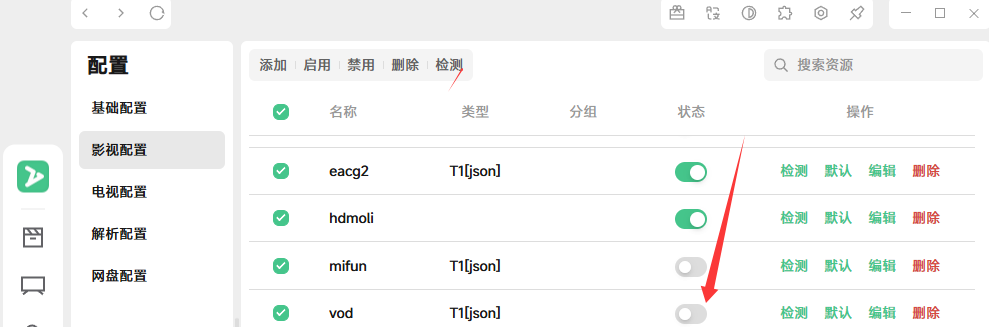 配置
基础配置
影视配置
电视配置
解析配置
网盘配置
添加 启用 禁用 删除 检测
搜索资源
名称 类型 分组 状态 操作
eacg2 T1[json] 检测 默认 编辑 删除
hdmoli 检测 默认 编辑 删除
mifun T1[json] 检测 默认 编辑 删除
vod T1[json] 检测 默认 编辑 删除